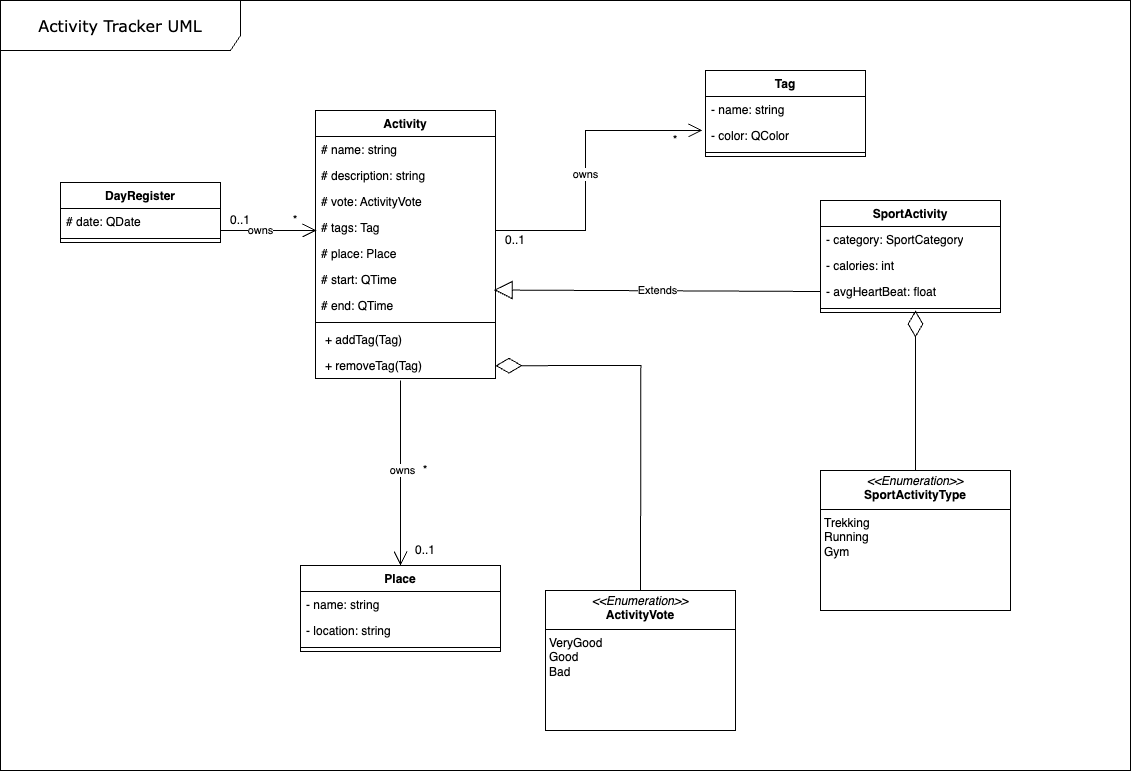 Activity Tracker UML
Tag
- name: string
- color: QColor
Activity
# name: string
# description: string
# vote: ActivityVote
# tags: Tag
# place: Place
# start: QTime
# end: QTime
+ addTag(Tag)
+ removeTag(Tag)
DayRegister
# date: QDate
0..1
owns
*
0..1
owns
*
SportActivity
- category: SportCategory
- calories: int
- avgHeartBeat: float
Extends
owns
*
0..1
<<Enumeration>>
SportActivityType
Trekking
Running
Gym
Place
- name: string
- location: string
<<Enumeration>>
ActivityVote
VeryGood
Good
Bad